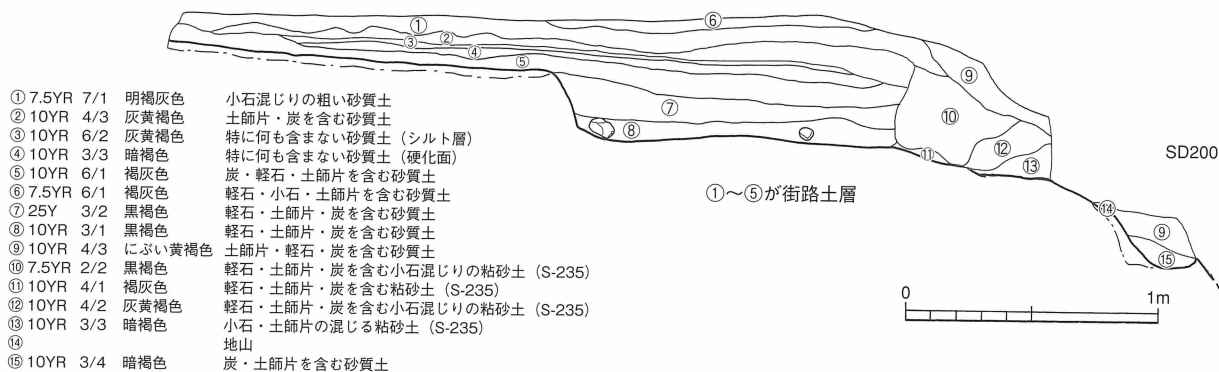 ① ⑥
② ③ ④ ⑤ ⑨
① 7.5YR 7/1 明褐灰色 小石混じりの粗い砂質土
② 10YR 4/3 灰黄褐色 土師片・炭を含む砂質土
③ 10YR 6/2 灰黄褐色 特に何も含まない砂質土（シルト層）
④ 10YR 3/3 暗褐色 特に何も含まない砂質土（硬化面）
⑤ 10YR 6/1 褐灰色 炭・軽石・土師片を含む砂質土
⑥ 7.5YR 6/1 褐灰色 軽石・小石・土師片を含む砂質土
⑦ 25Y 3/2 黒褐色 軽石・土師片・炭を含む砂質土
⑧ 10YR 3/1 黒褐色 軽石・土師片・炭を含む砂質土
⑨ 10YR 4/3 にぶい黄褐色 土師片・軽石・炭を含む砂質土
⑩ 7.5YR 2/2 黒褐色 軽石・土師片・炭を含む小石混じりの粘砂土（S-235）
⑪ 10YR 4/1 褐灰色 軽石・土師片・炭を含む粘砂土（S-235）
⑫ 10YR 4/2 灰黄褐色 軽石・土師片・炭を含む小石混じりの粘砂土（S-235）
⑬ 10YR 3/3 暗褐色 小石・土師片の混じる粘砂土（S-235）
⑭ 地山
⑮ 10YR 3/4 暗褐色 炭・土師片を含む砂質土
⑦ ⑩
⑧ ⑪ ⑫ ⑬
SD200
①～⑤が街路土層
⑭ ⑨
⑮
0 1m